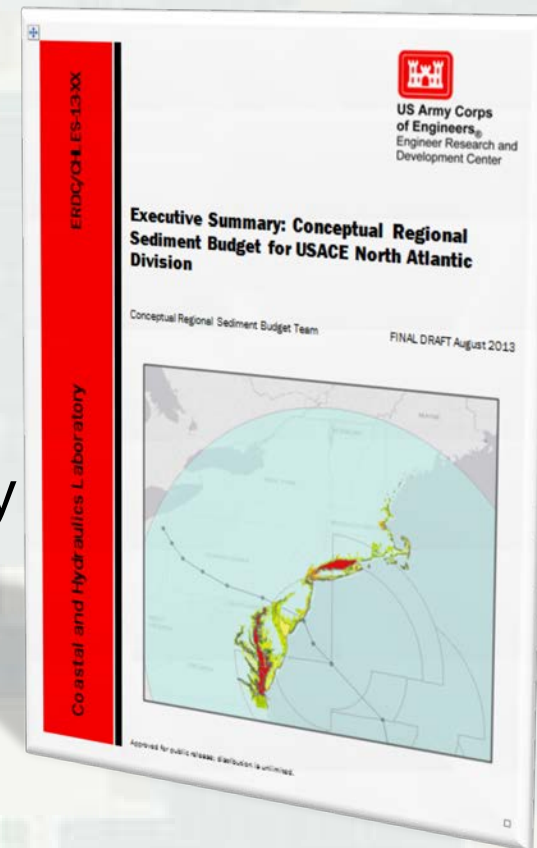 ERDC/CHL ES-13-XX
Coastal and Hydraulics Laboratory
US Army Corps
of Engineers®
Engineer Research and
Development Center
Executive Summary: Conceptual Regional
Sediment Budget for USACE North Atlantic
Division
Conceptual Regional Sediment Budget Team
FINAL DRAFT August 2013
Approved for public release; distribution is unlimited.
y